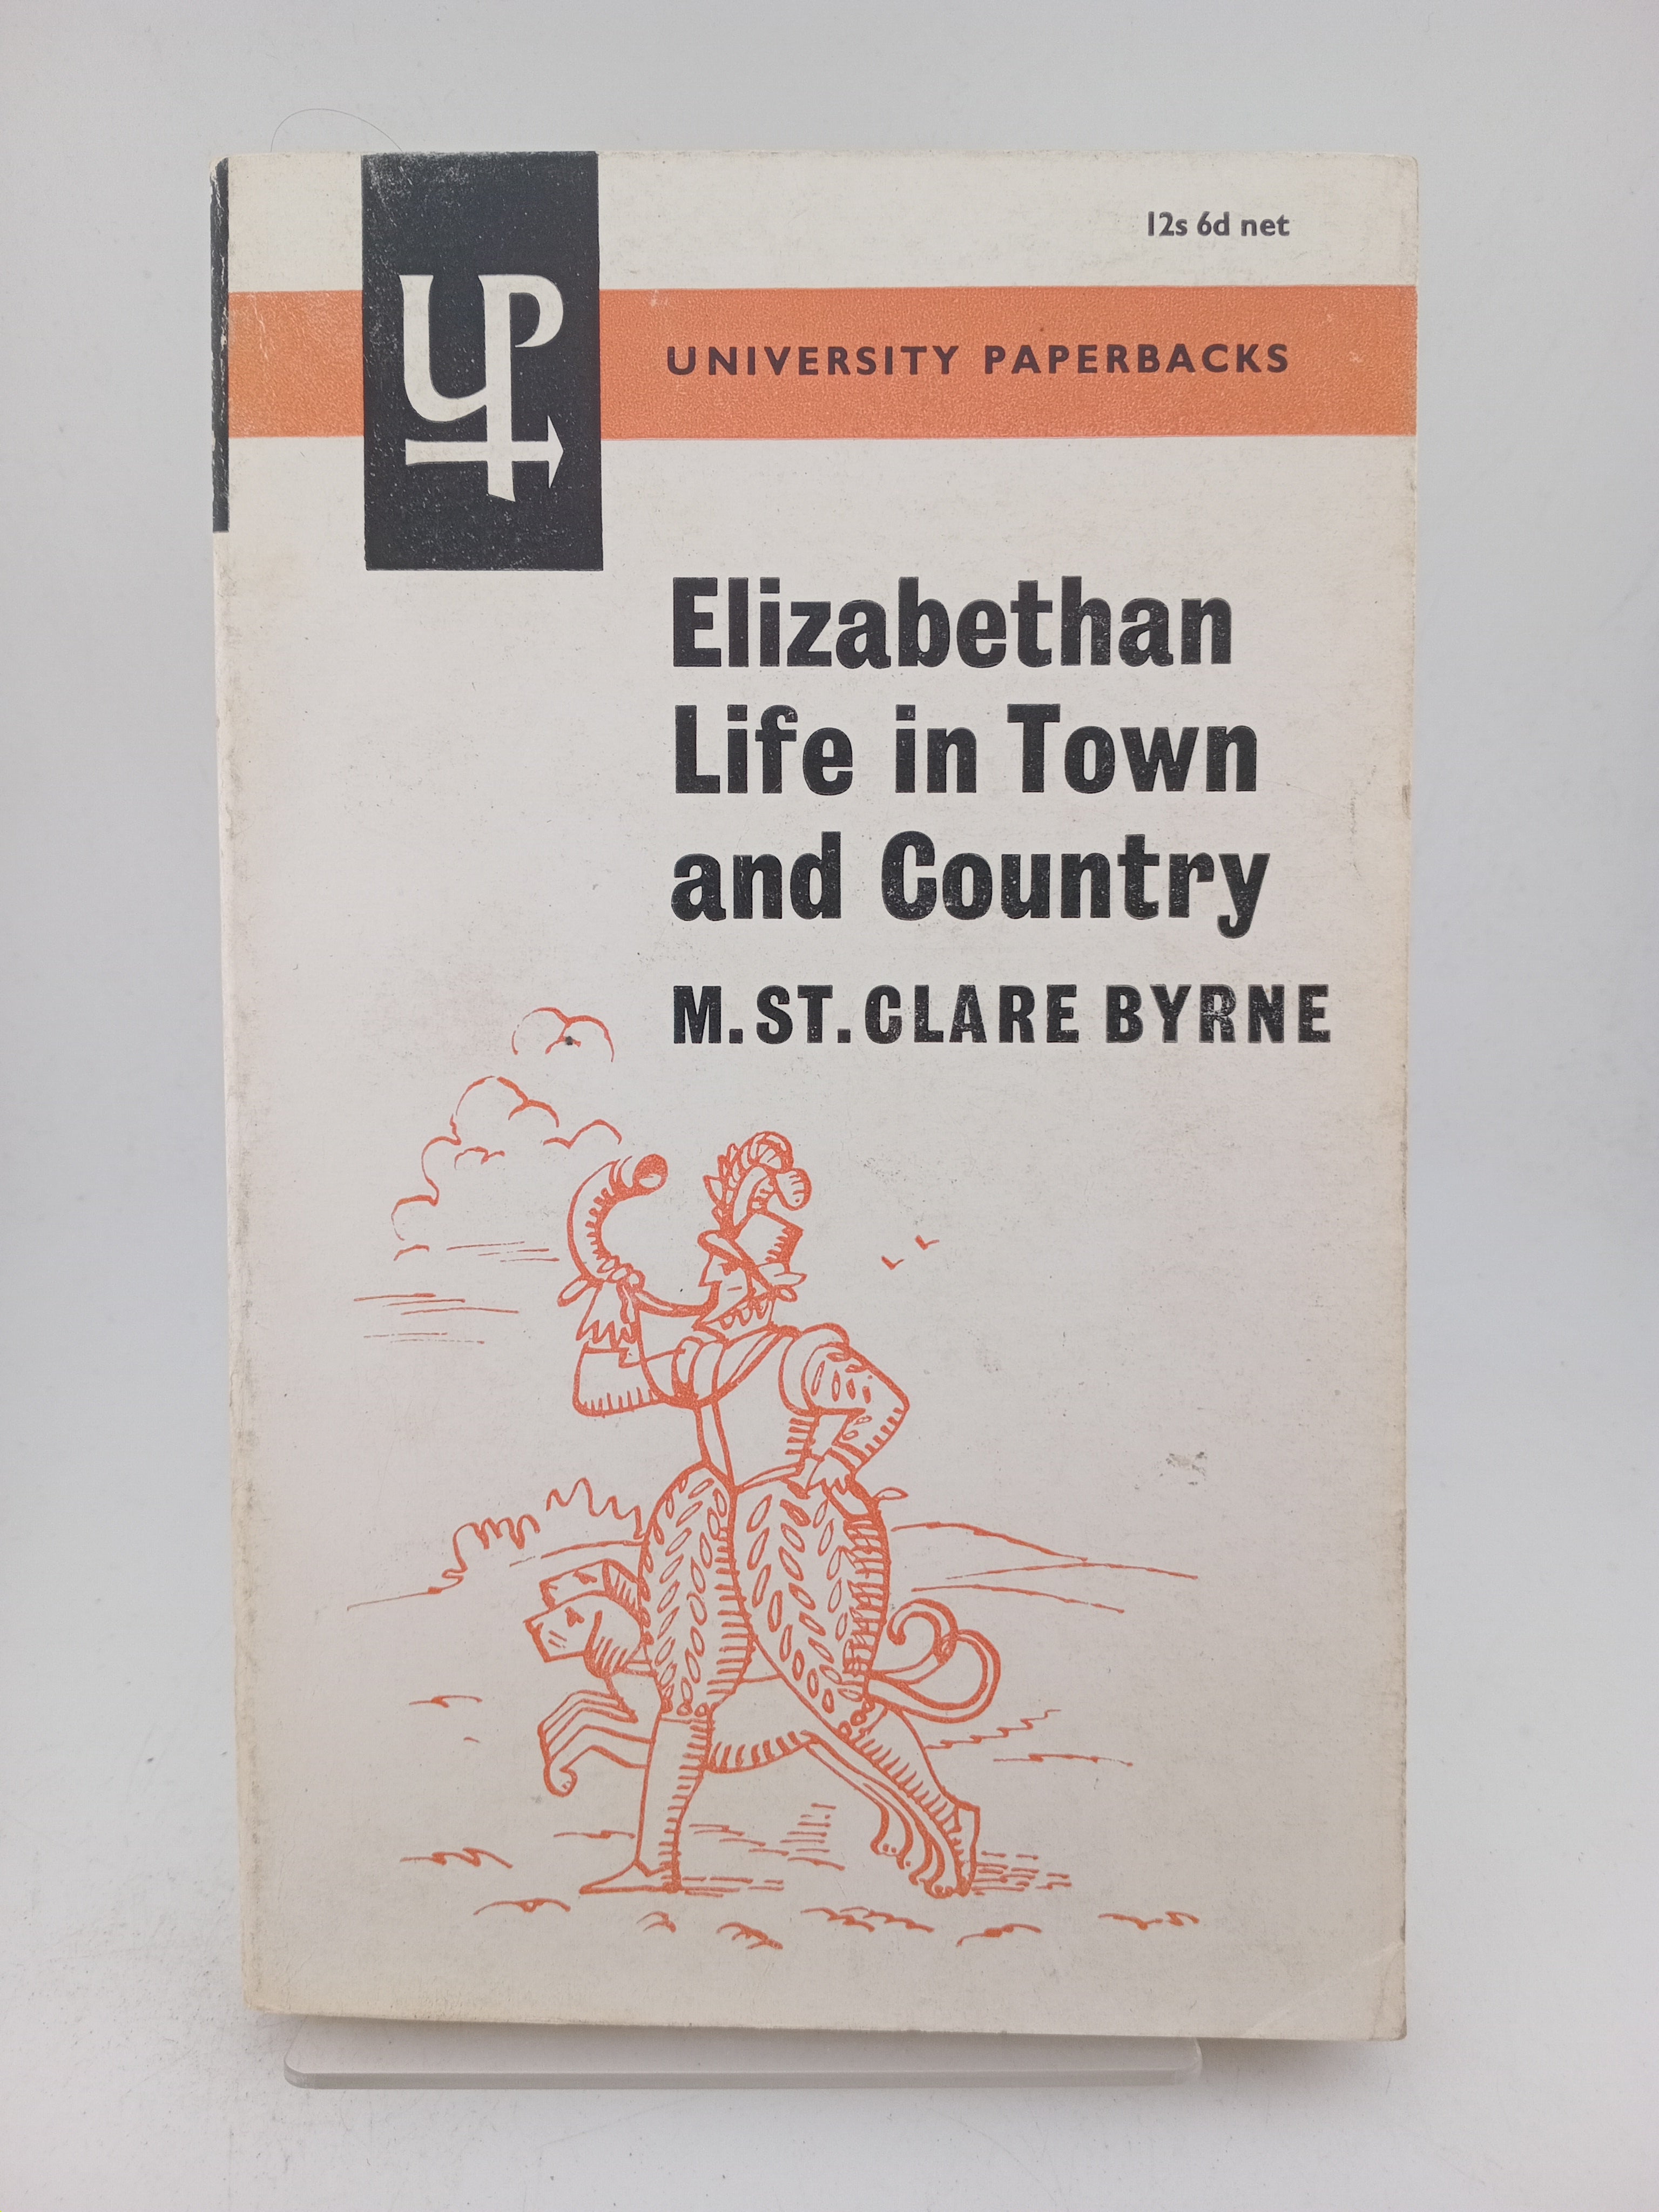 12s 6d net
UP
UNIVERSITY PAPERBACKS
Elizabethan
Life in Town
and Country
M. ST. CLARE BYRNE